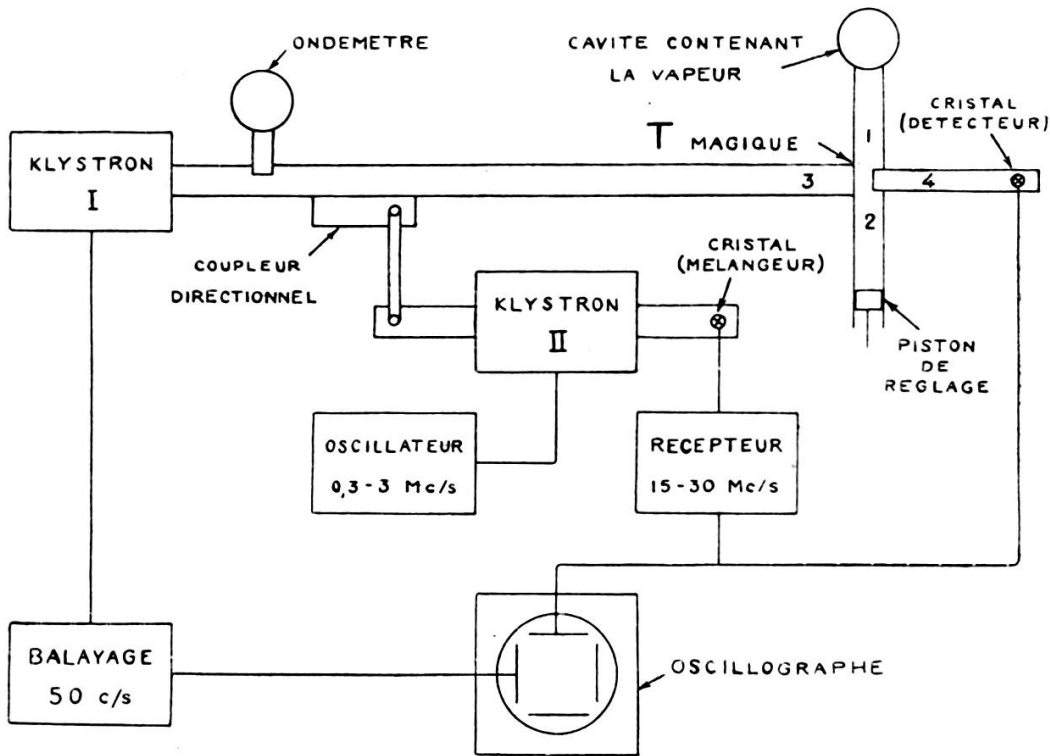 ONDEMETRE
CAVITE CONTENANT
LA VAPEUR
CRISTAL
(DETECTEUR)
KLYSTRON
I
T MAGIQUE
1
3
4
2
COUPLEUR
DIRECTIONNEL
CRISTAL
(MELANGEUR)
KLYSTRON
II
PISTON
DE
REGLAGE
OSCILLATEUR
0,3-3 Mc/s
RECEPTEUR
15-30 Mc/s
BALAYAGE
50 c/s
OSCILLOGRAPHE